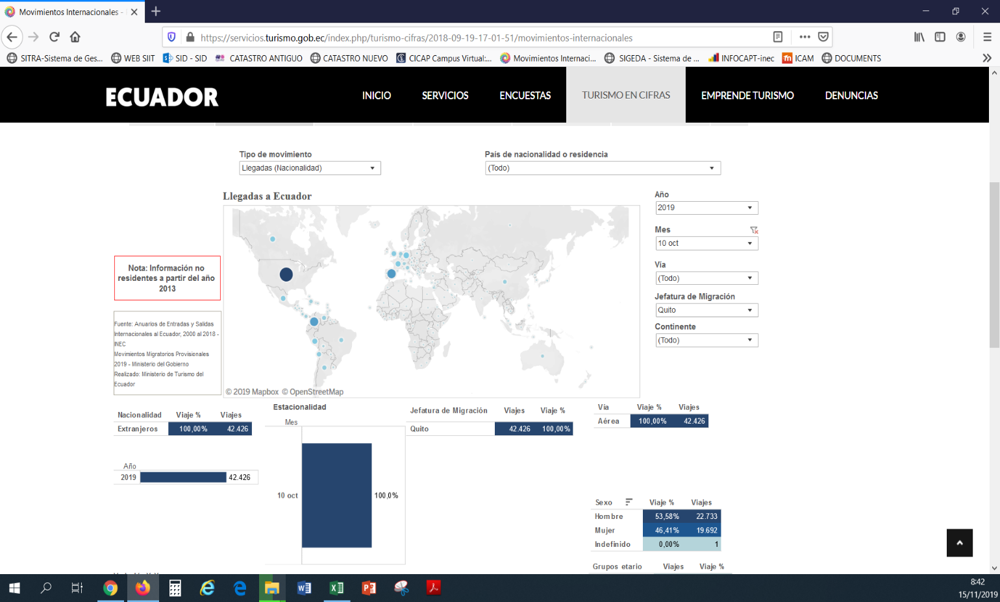 Movimientos Internacionales -
https://servicios.turismo.gob.ec/index.php/turismo-cifras/2018-09-19-17-01-51/movimientos-internacionales
SITRA-Sistema de Ges... WEB SIIT SID - SID CATASTRO ANTIGUO CATASTRO NUEVO CICAP Campus Virtual:... Movimientos Internaci... SIGEDA - Sistema de ... INFOCAPT-inec ICAM DOCUMENTS
ECUADOR INICIO SERVICIOS ENCUESTAS TURISMO EN CIFRAS EMPRENDE TURISMO DENUNCIAS
Tipo de movimiento
Llegadas (Nacionalidad)
País de nacionalidad o residencia
(Todo)
Llegadas a Ecuador
Año
2019
Mes
10 oct
Vía
(Todo)
Jefatura de Migración
Quito
Continente
(Todo)
Nota: Información no
residentes a partir del año
2013
Fuente: Anuarios de Entradas y Salidas
Internacionales al Ecuador, 2000 al 2018 -
INEC
Movimientos Migratorios Provisionales
2019 - Ministerio del Gobierno
Realizado: Ministerio de Turismo del
Ecuador
© 2019 Mapbox © OpenStreetMap
Nacionalidad Viaje % Viajes
Extranjeros 100,00% 42.426
Año
2019 42.426
Estacionalidad
Mes
10 oct 100,0%
Jefatura de Migración Viajes Viaje %
Quito 42.426 100,00%
Vía Viaje % Viajes
Aérea 100,00% 42.426
Sexo Viaje % Viajes
Hombre 53,58% 22.733
Mujer 46,41% 19.692
Indefinido 0,00% 1
Grupos etario Viajes Viaje %
8:42
15/11/2019